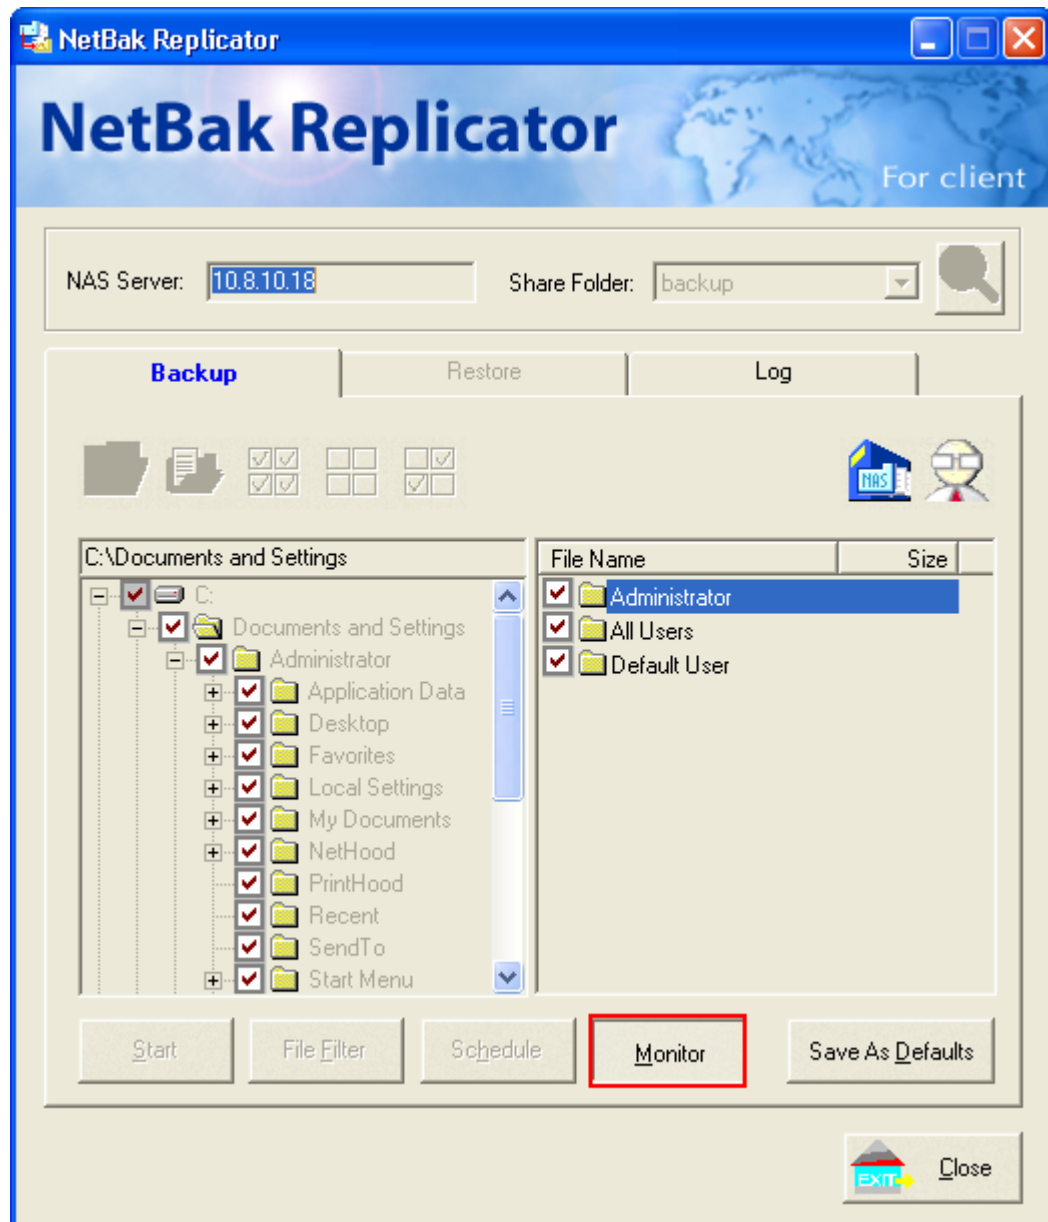 NetBak Replicator
NetBak Replicator
For client
NAS Server: 10.8.10.18 Share Folder: backup
Backup Restore Log
NAS
C:\Documents and Settings
C:
Documents and Settings
Administrator
Application Data
Desktop
Favorites
Local Settings
My Documents
NetHood
PrintHood
Recent
SendTo
Start Menu
File Name Size
Administrator
All Users
Default User
Start File Filter Schedule Monitor Save As Defaults
EXIT Close